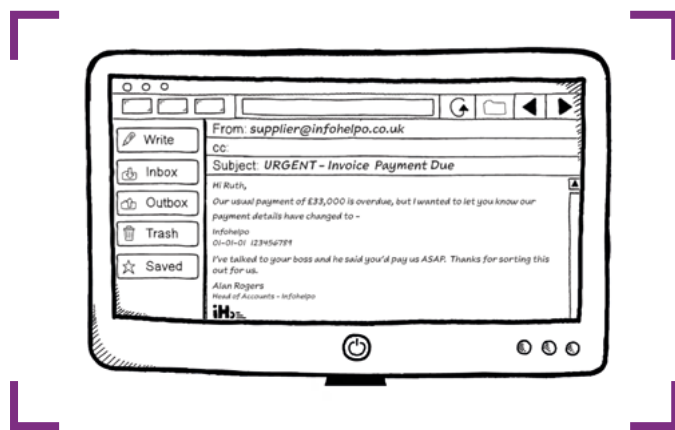 From: supplier@infohelpo.co.uk
cc:
Subject: URGENT - Invoice Payment Due
Write
Inbox
Outbox
Trash
Saved
Hi Ruth,
Our usual payment of £33,000 is overdue, but I wanted to let you know our
payment details have changed to -
Infohelpo
01-01-01 123456789
I've talked to your boss and he said you'd pay us ASAP. Thanks for sorting this
out for us.
Alan Rogers
Head of Accounts - Infohelpo
iH